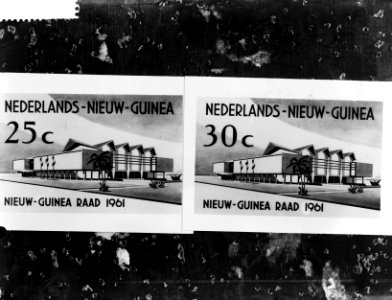 NEDERLANDS-NIEUW-GUINEA
25c
NIEUW-GUINEA RAAD 1961
NEDERLANDS-NIEUW-GUINEA
30c
NIEUW-GUINEA RAAD 1961